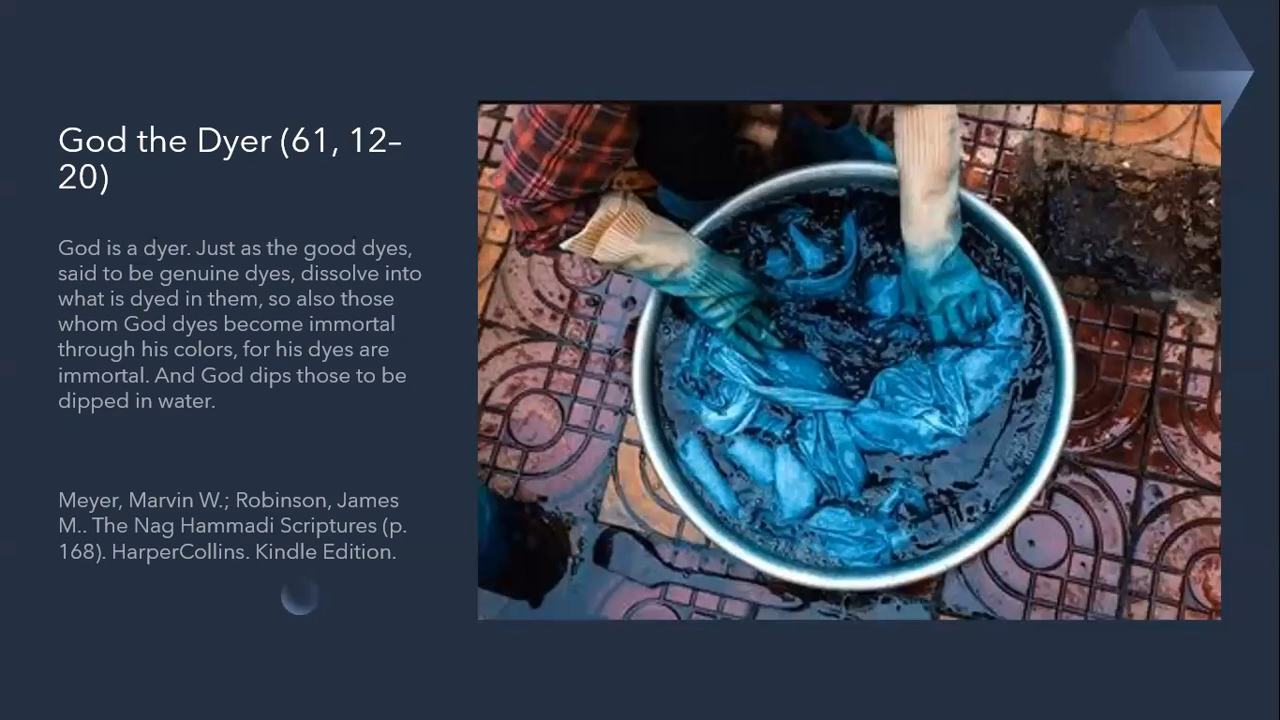 God the Dyer (61, 12–
20)
God is a dyer. Just as the good dyes,
said to be genuine dyes, dissolve into
what is dyed in them, so also those
whom God dyes become immortal
through his colors, for his dyes are
immortal. And God dips those to be
dipped in water.
Meyer, Marvin W.; Robinson, James
M.. The Nag Hammadi Scriptures (p.
168). HarperCollins. Kindle Edition.